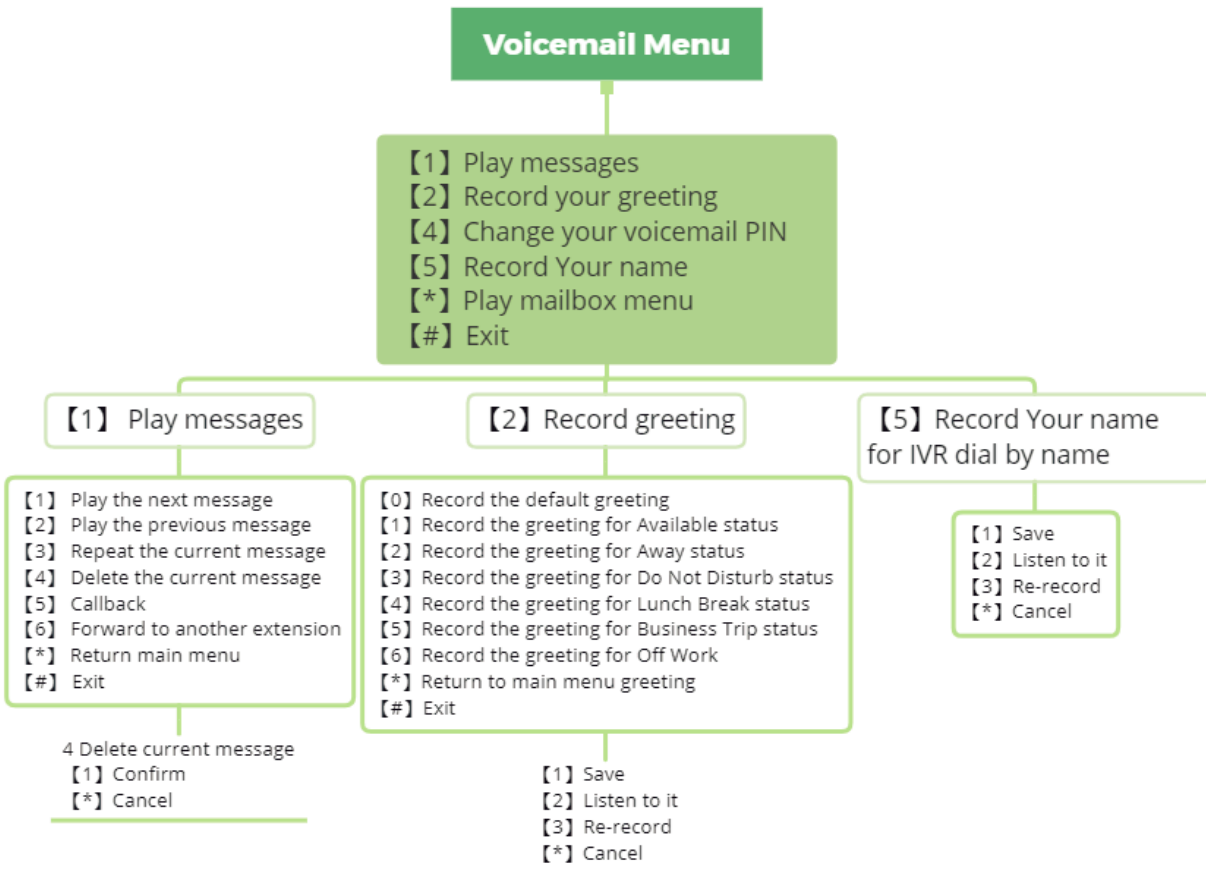 Voicemail Menu
【1】Play messages
【2】Record your greeting
【4】Change your voicemail PIN
【5】Record Your name
【*】Play mailbox menu
【#】Exit
【1】 Play messages
【1】 Play the next message
【2】 Play the previous message
【3】 Repeat the current message
【4】 Delete the current message
【5】 Callback
【6】 Forward to another extension
【*】 Return main menu
【#】 Exit
4 Delete current message
【1】Confirm
【*】Cancel
【2】Record greeting
【0】Record the default greeting
【1】Record the greeting for Available status
【2】Record the greeting for Away status
【3】Record the greeting for Do Not Disturb status
【4】Record the greeting for Lunch Break status
【5】Record the greeting for Business Trip status
【6】Record the greeting for Off Work
【*】Return to main menu greeting
【#】Exit
【1】Save
【2】Listen to it
【3】Re-record
【*】Cancel
【5】Record Your name
for IVR dial by name
【1】Save
【2】Listen to it
【3】Re-record
【*】Cancel